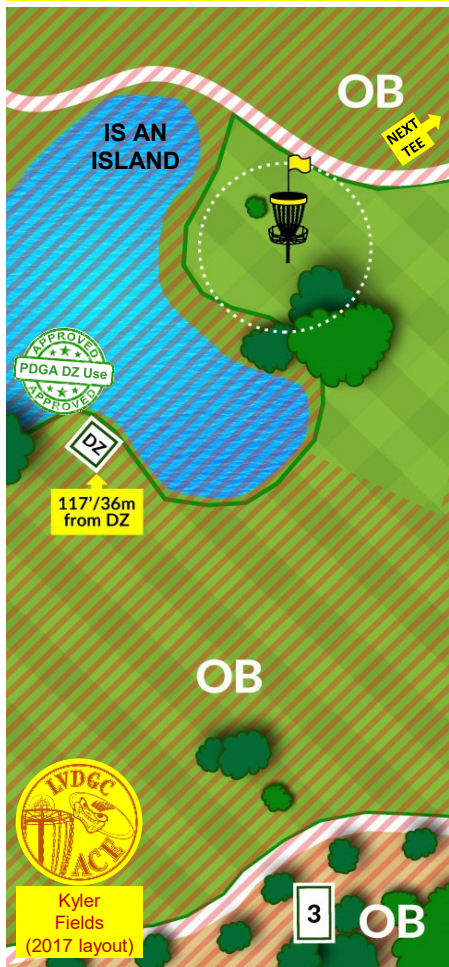 OB
IS AN
ISLAND
NEXT
TEE
APPROVED
PDGA DZ Use
APPROVED
DZ
117'/36m
from DZ
OB
LVDGC
ACE
Kyler
Fields
(2017 layout)
3
OB